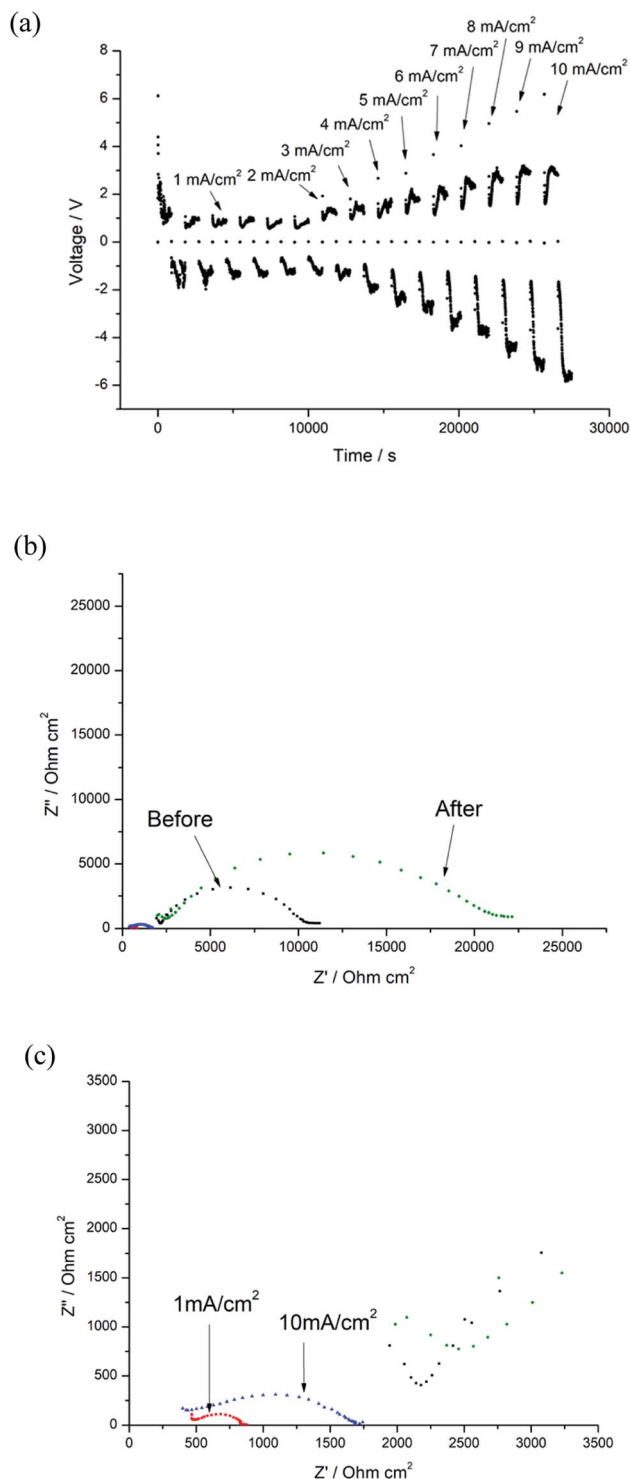 (a)
8 mA/cm²
7 mA/cm²
9 mA/cm²
6 mA/cm²
10 mA/cm²
5 mA/cm²
4 mA/cm²
3 mA/cm²
1 mA/cm²
2 mA/cm²
8
6
4
2
0
-2
-4
-6
Voltage / V
0
10000
20000
30000
Time / s
(b)
25000
20000
15000
10000
5000
0
Z'' / Ohm cm²
Before
After
0
5000
10000
15000
20000
25000
Z' / Ohm cm²
(c)
3500
3000
2500
2000
1500
1000
500
0
Z'' / Ohm cm²
1mA/cm²
10mA/cm²
0
500
1000
1500
2000
2500
3000
3500
Z' / Ohm cm²